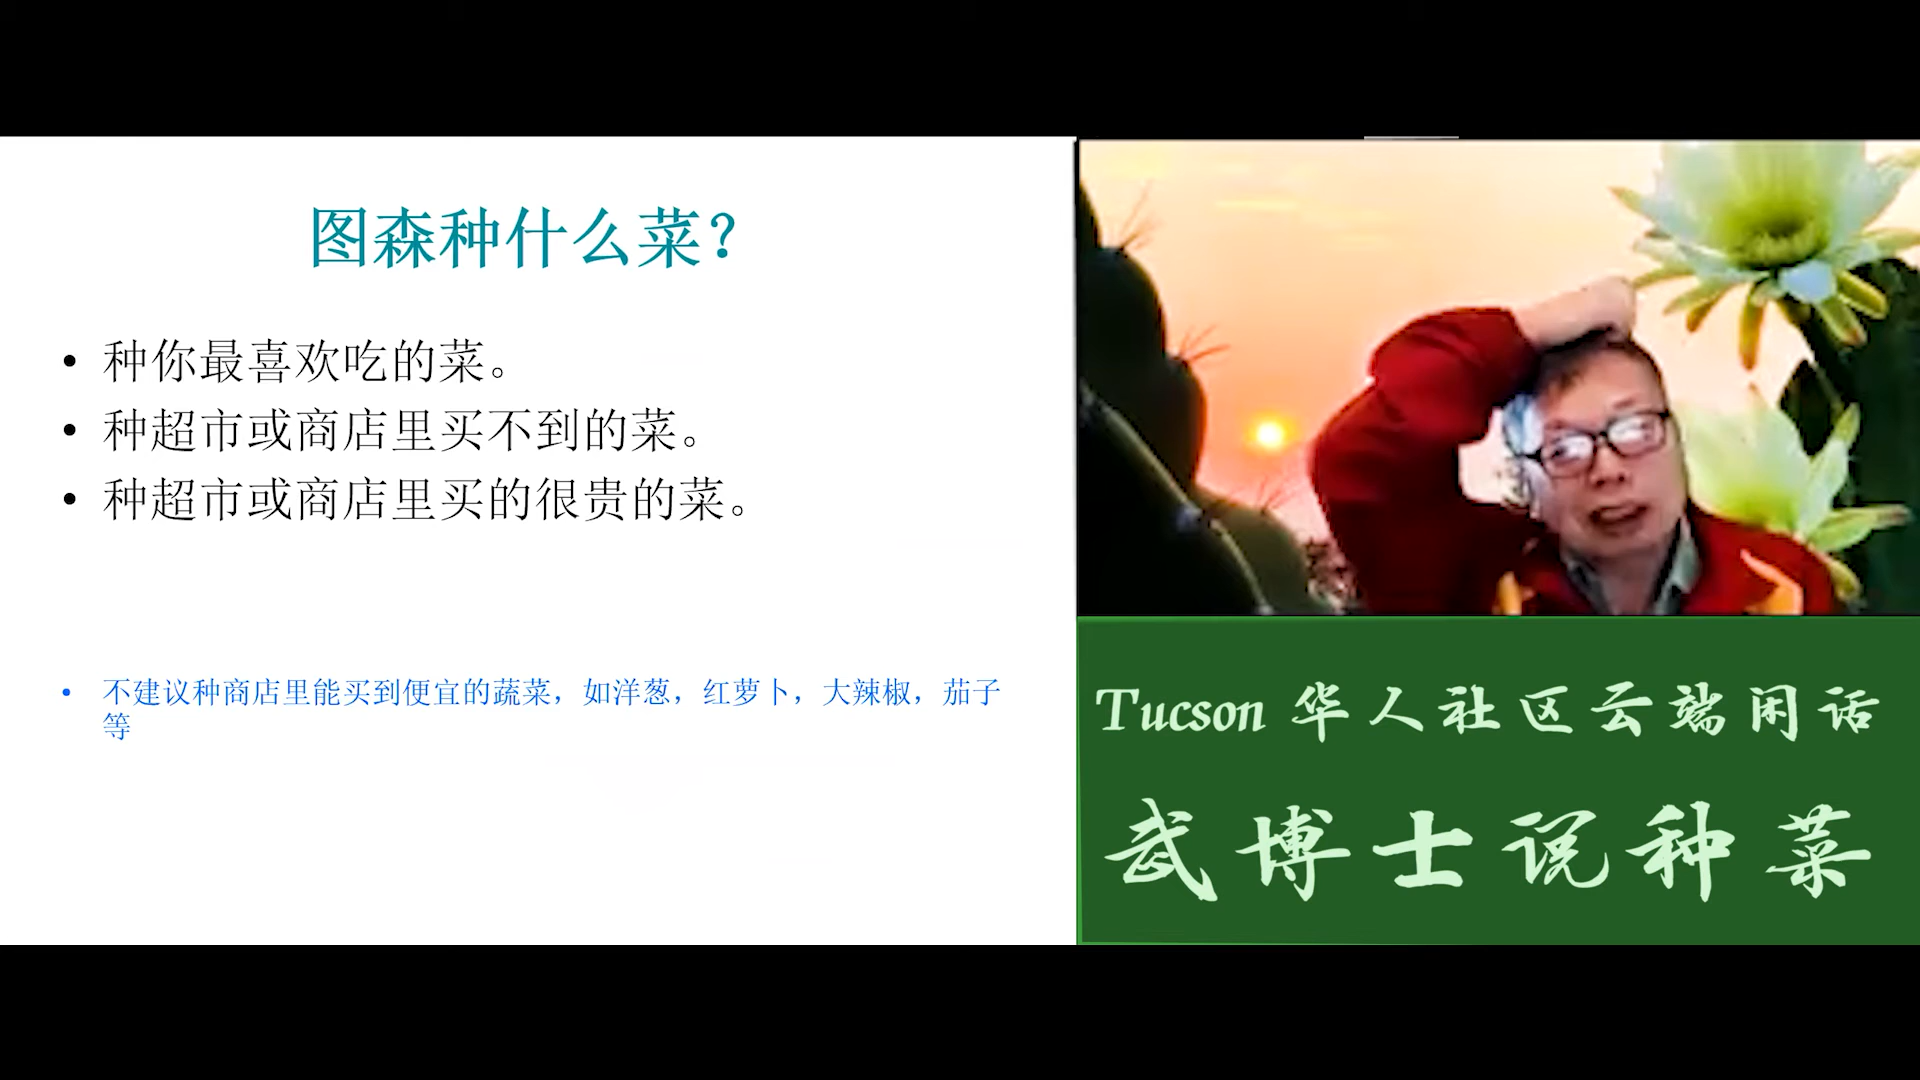 图森种什么菜？
• 种你最喜欢吃的菜。
• 种超市或商店里买不到的菜。
• 种超市或商店里买的很贵的菜。
• 不建议种商店里能买到便宜的蔬菜，如洋葱，红萝卜，大辣椒，茄子
等
Tucson 华人社区云端闲话
武博士说种菜